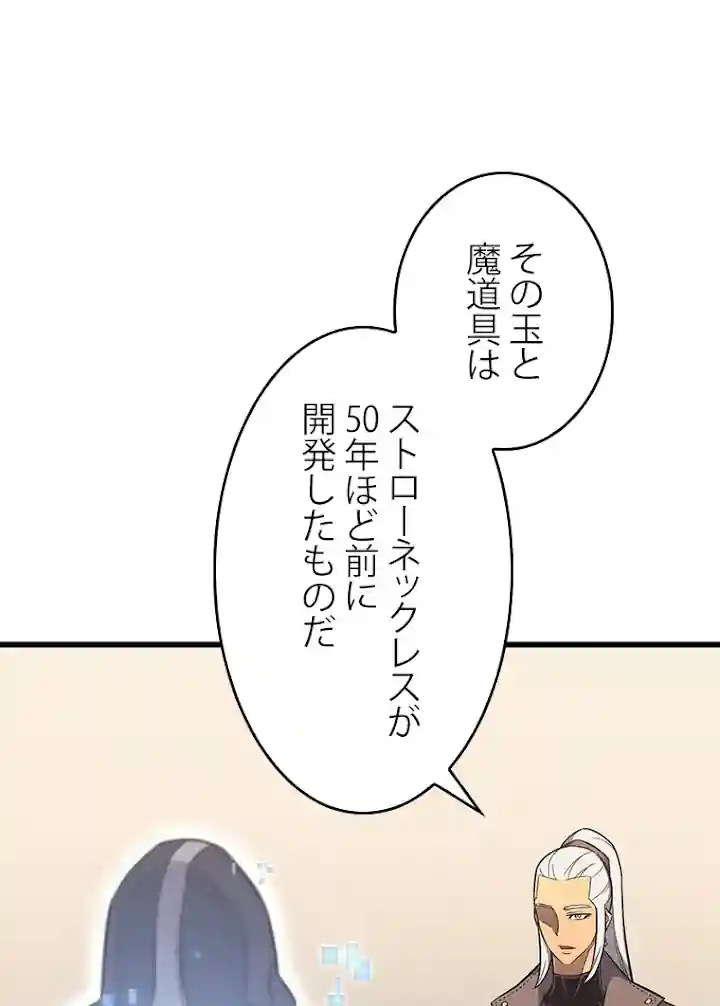 その玉と
魔道具は
ストローネックレスが
50年ほど前に
開発したものだ